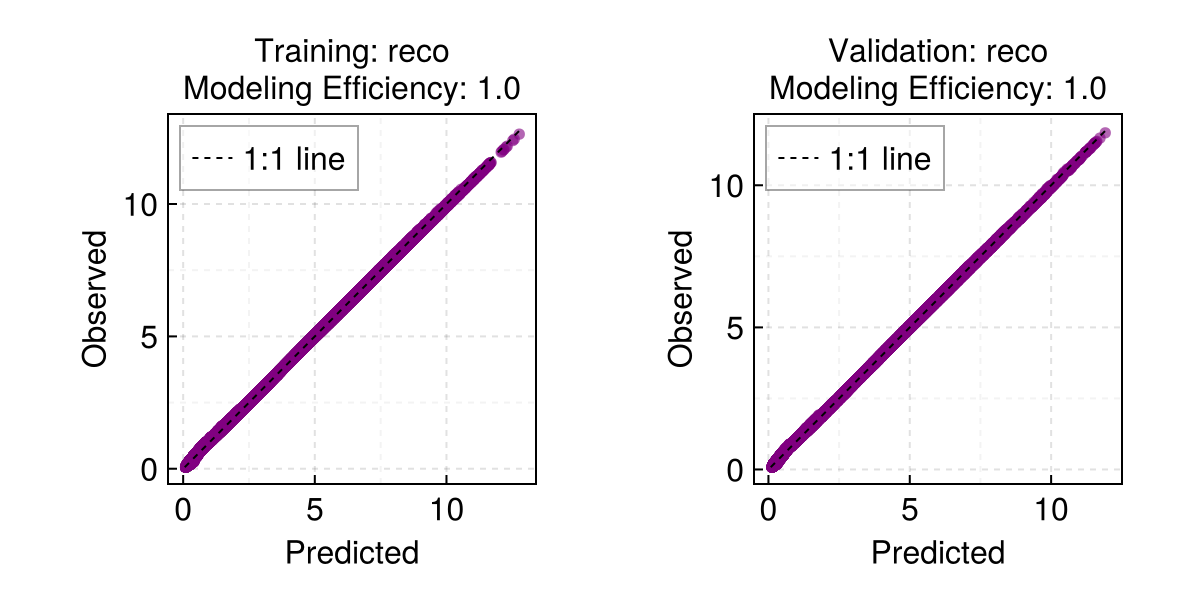 Training: reco
Modeling Efficiency: 1.0
1:1 line
10
5
0
Observed
0 5 10
Predicted
Validation: reco
Modeling Efficiency: 1.0
1:1 line
10
5
0
Observed
0 5 10
Predicted